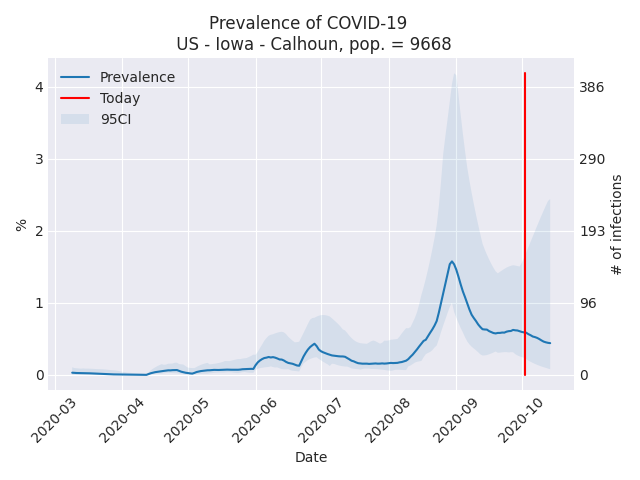 Prevalence of COVID-19
US - Iowa - Calhoun, pop. = 9668
Prevalence
Today
95CI
4
3
2
1
0
%
386
290
193
96
0
# of infections
2020-03
2020-04
2020-05
2020-06
2020-07
2020-08
2020-09
2020-10
Date